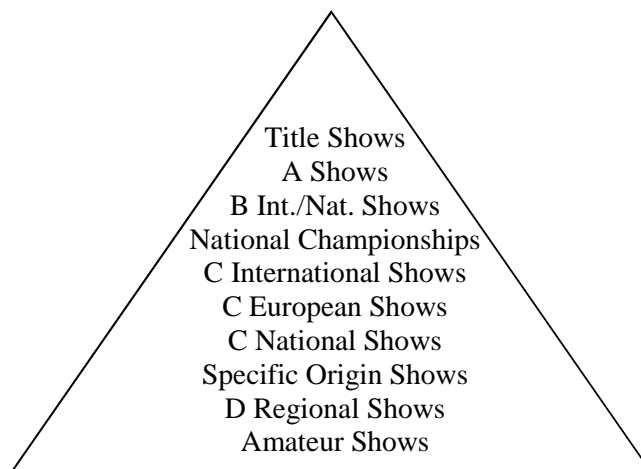 Title Shows
A Shows
B Int./Nat. Shows
National Championships
C International Shows
C European Shows
C National Shows
Specific Origin Shows
D Regional Shows
Amateur Shows